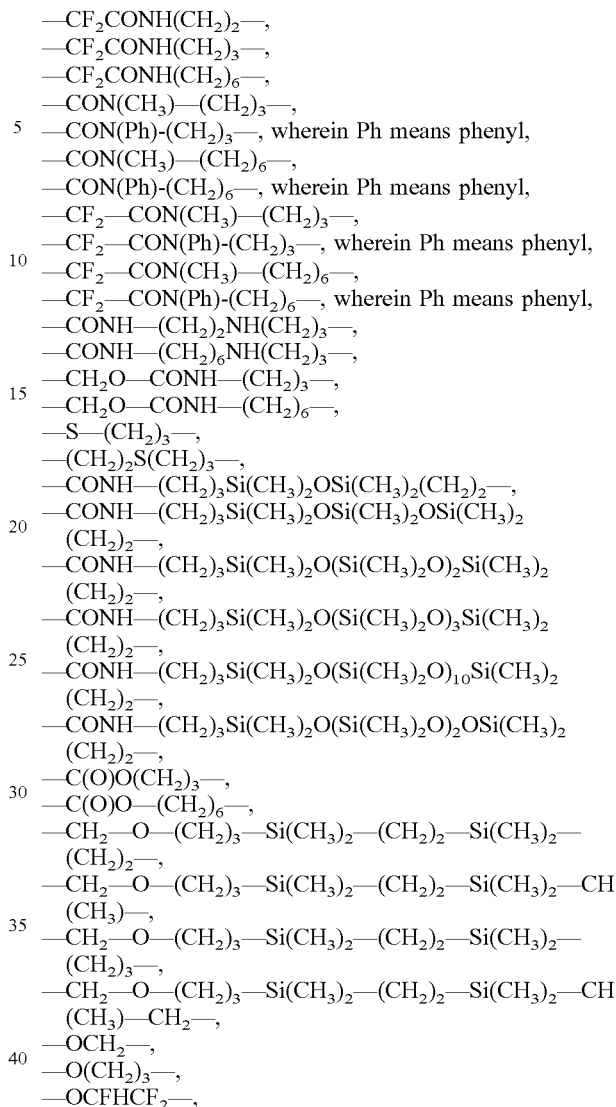 —CF₂CONH(CH₂)₂—,
—CF₂CONH(CH₂)₃—,
—CF₂CONH(CH₂)₆—,
—CON(CH₃)—(CH₂)₃—,
5 —CON(Ph)-(CH₂)₃—, wherein Ph means phenyl,
—CON(CH₃)—(CH₂)₆—,
—CON(Ph)-(CH₂)₆—, wherein Ph means phenyl,
—CF₂—CON(CH₃)—(CH₂)₃—,
—CF₂—CON(Ph)-(CH₂)₃—, wherein Ph means phenyl,
10 —CF₂—CON(CH₃)—(CH₂)₆—,
—CF₂—CON(Ph)-(CH₂)₆—, wherein Ph means phenyl,
—CONH—(CH₂)₂NH(CH₂)₃—,
—CONH—(CH₂)₆NH(CH₂)₃—,
—CH₂O—CONH—(CH₂)₃—,
15 —CH₂O—CONH—(CH₂)₆—,
—S—(CH₂)₃—,
—(CH₂)₂S(CH₂)₃—,
—CONH—(CH₂)₃Si(CH₃)₂OSi(CH₃)₂(CH₂)₂—,
—CONH—(CH₂)₃Si(CH₃)₂OSi(CH₃)₂OSi(CH₃)₂
20 (CH₂)₂—,
—CONH—(CH₂)₃Si(CH₃)₂O(Si(CH₃)₂O)₂Si(CH₃)₂
(CH₂)₂—,
—CONH—(CH₂)₃Si(CH₃)₂O(Si(CH₃)₂O)₃Si(CH₃)₂
(CH₂)₂—,
25 —CONH—(CH₂)₃Si(CH₃)₂O(Si(CH₃)₂O)₁₀Si(CH₃)₂
(CH₂)₂—,
—CONH—(CH₂)₃Si(CH₃)₂O(Si(CH₃)₂O)₂OSi(CH₃)₂
(CH₂)₂—,
—C(O)O(CH₂)₃—,
30 —C(O)O—(CH₂)₆—,
—CH₂—O—(CH₂)₃—Si(CH₃)₂—(CH₂)₂—Si(CH₃)₂—
(CH₂)₂—,
—CH₂—O—(CH₂)₃—Si(CH₃)₂—(CH₂)₂—Si(CH₃)₂—CH
(CH₃)—,
35 —CH₂—O—(CH₂)₃—Si(CH₃)₂—(CH₂)₂—Si(CH₃)₂—
(CH₂)₃—,
—CH₂—O—(CH₂)₃—Si(CH₃)₂—(CH₂)₂—Si(CH₃)₂—CH
(CH₃)—CH₂—,
—OCH₂—,
40 —O(CH₂)₃—,
—OCFHCF₂—,